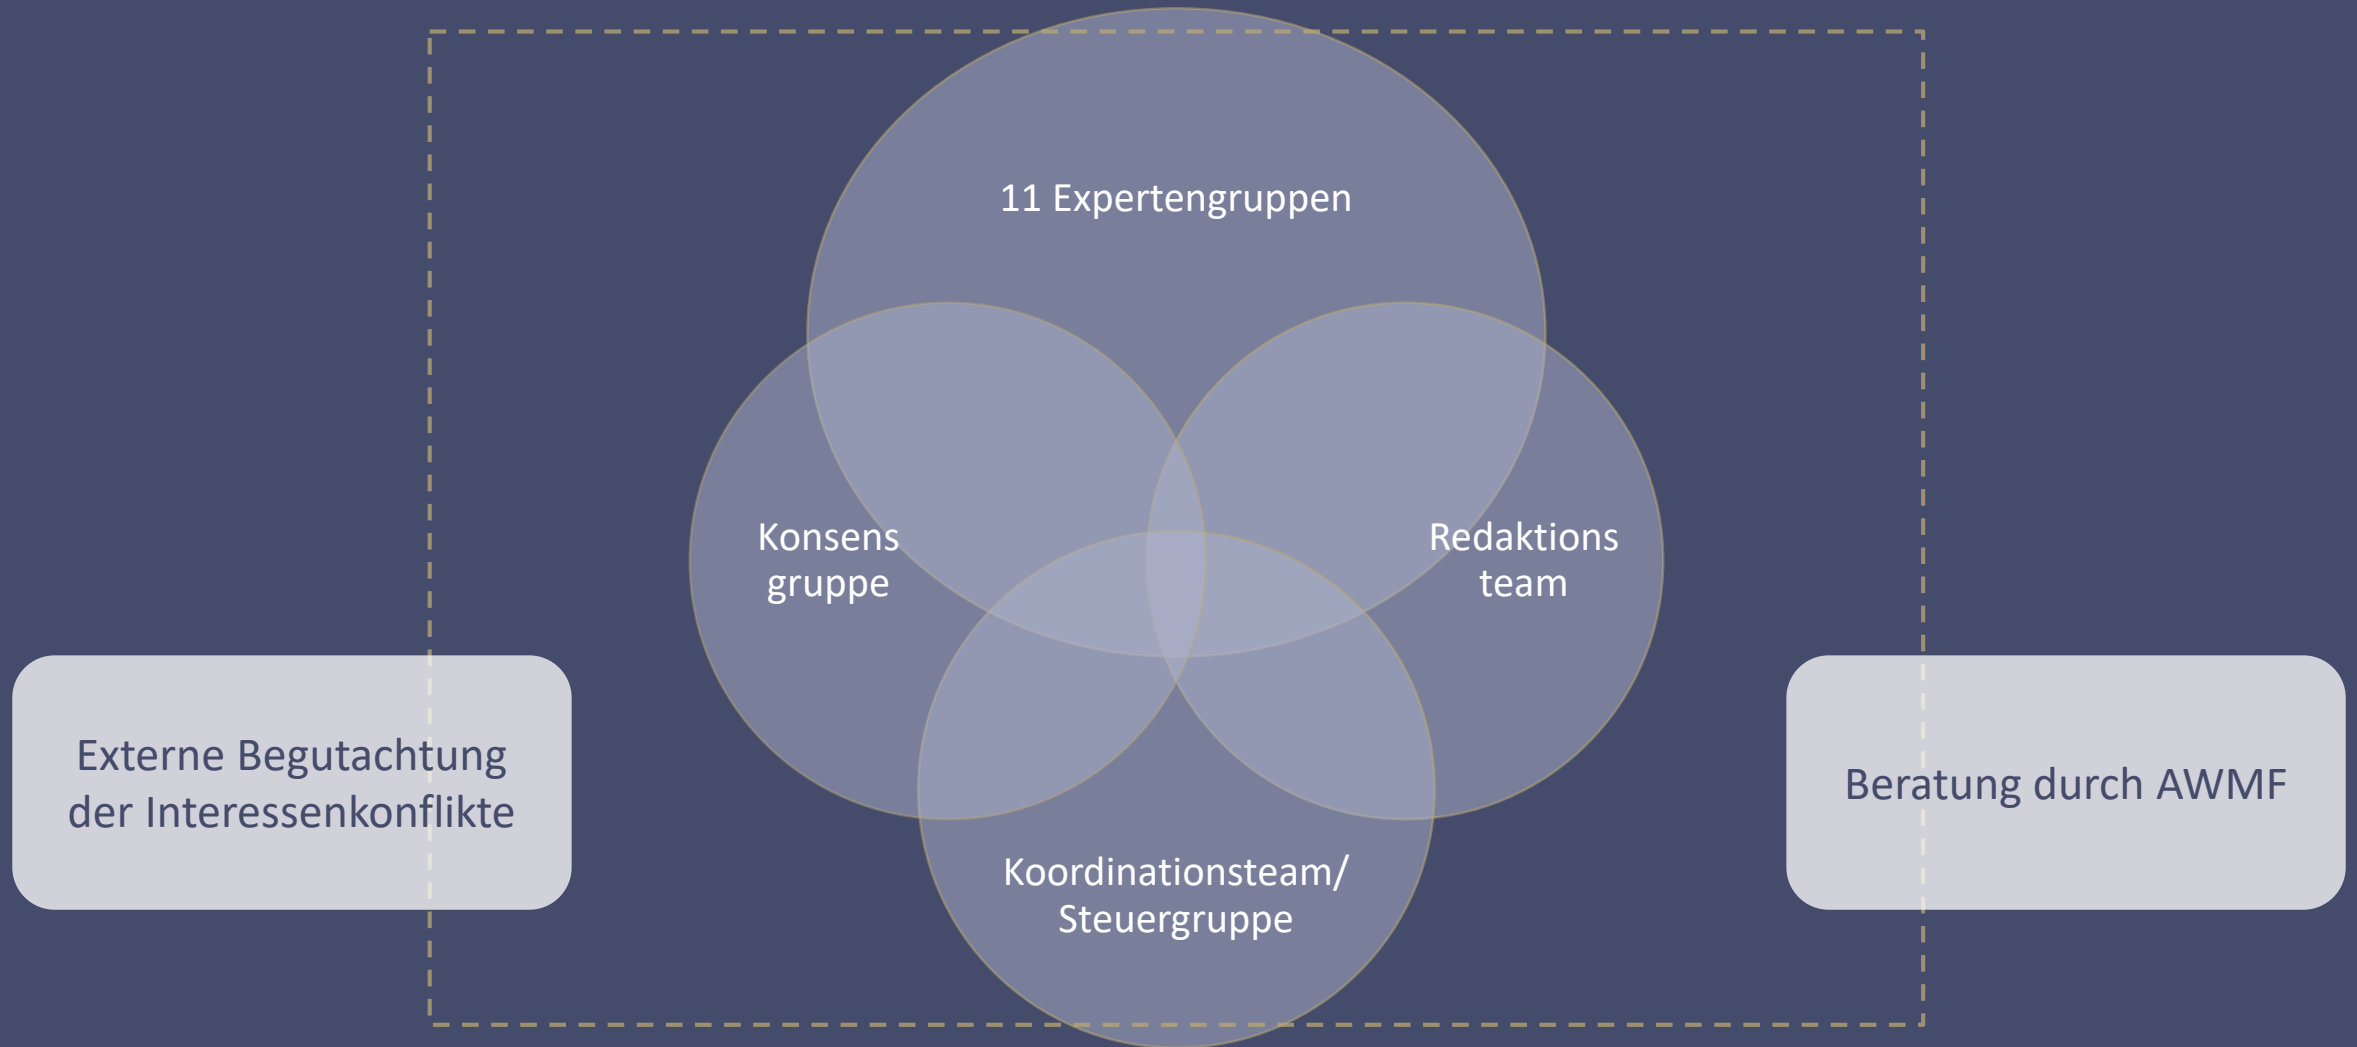 11 Expertengruppen
Konsens
gruppe
Redaktions
team
Externe Begutachtung
der Interessenkonflikte
Beratung durch AWMF
Koordinationsteam/
Steuergruppe